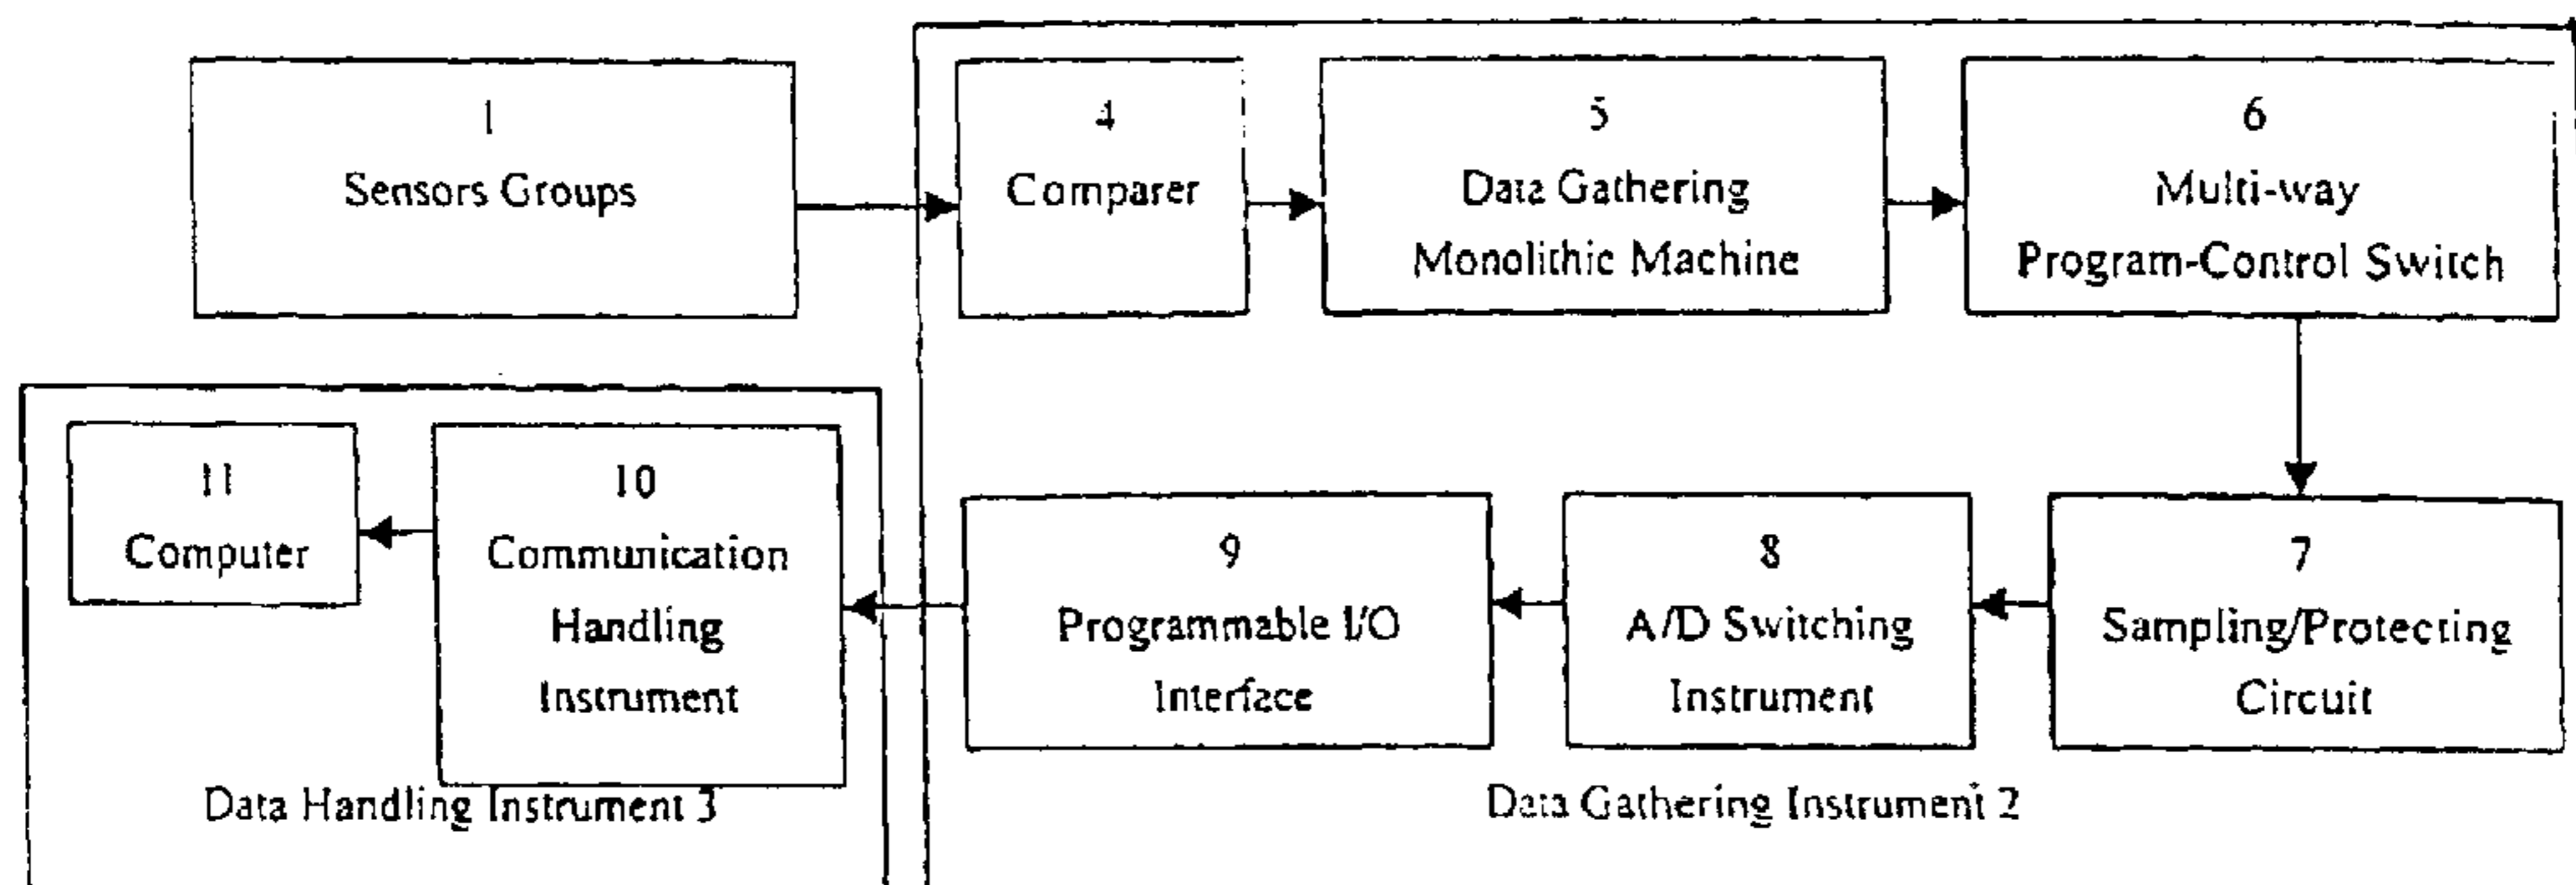 1
Sensors Groups
4
Comparer
5
Data Gathering
Monolithic Machine
6
Multi-way
Program-Control Switch
11
Computer
10
Communication
Handling
Instrument
9
Programmable I/O
Interface
8
A/D Switching
Instrument
7
Sampling/Protecting
Circuit
Data Handling Instrument 3
Data Gathering Instrument 2